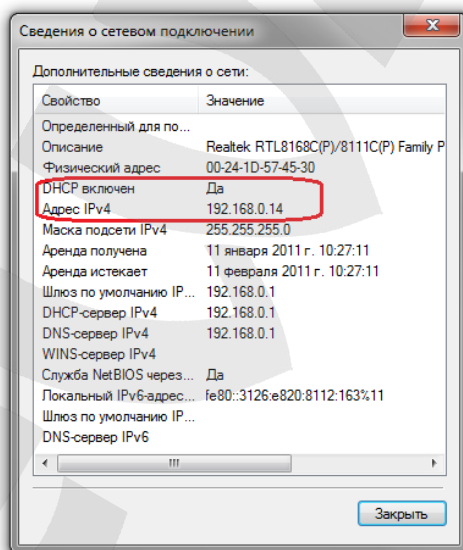 Сведения о сетевом подключении
Дополнительные сведения о сети:
Свойство Значение
Определенный для по...
Описание Realtek RTL8168C(P)/8111C(P) Family P
Физический адрес 00-24-1D-57-45-30
DHCP включен Да
Адрес IPv4 192.168.0.14
Маска подсети IPv4 255.255.255.0
Аренда получена 11 января 2011 г. 10:27:11
Аренда истекает 11 февраля 2011 г. 10:27:11
Шлюз по умолчанию IP... 192.168.0.1
DHCP-сервер IPv4 192.168.0.1
DNS-сервер IPv4 192.168.0.1
WINS-сервер IPv4
Служба NetBIOS через... Да
Локальный IPv6-адрес... fe80::3126:e820:8112:163%11
Шлюз по умолчанию IP...
DNS-сервер IPv6
Закрыть